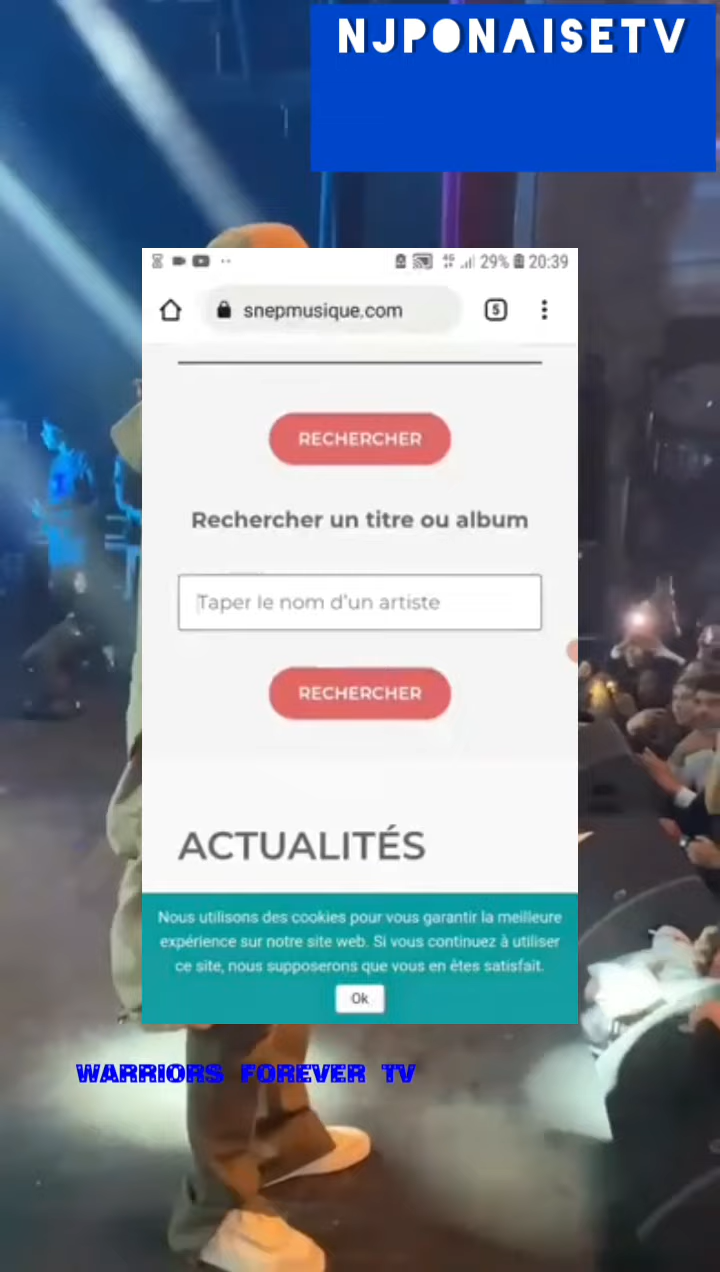 NJPONAISETV
29% 20:39
snepmusique.com
5
RECHERCHER
Rechercher un titre ou album
Taper le nom d'un artiste
RECHERCHER
ACTUALITÉS
Nous utilisons des cookies pour vous garantir la meilleure
expérience sur notre site web. Si vous continuez à utiliser
ce site, nous supposerons que vous en êtes satisfait.
Ok
WARRIORS FOREVER TV